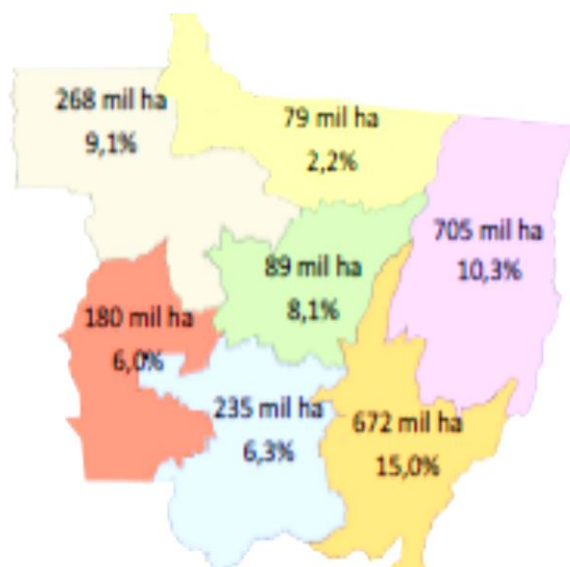 268 mil ha
9,1%
79 mil ha
2,2%
705 mil ha
10,3%
89 mil ha
8,1%
180 mil ha
6,0%
235 mil ha
6,3%
672 mil ha
15,0%